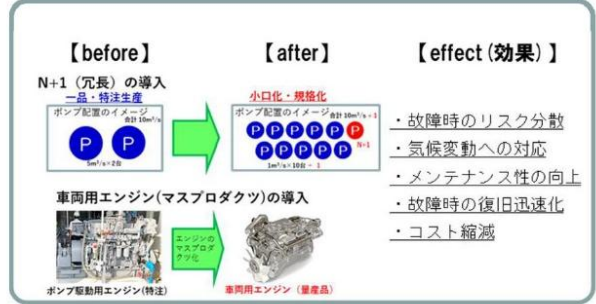 【before】
【after】
【effect(効果)】
N+1（冗長）の導入
一品・特注生産
小口化・規格化
ポンプ配置のイメージ
合計 10m³/s
P P
5m³/s×2台
ポンプ配置のイメージ
合計 10m³/s＋1
P P P P P P
N+1
P P P P P
1m³/s×10台 ＋ 1
・故障時のリスク分散
・気候変動への対応
・メンテナンス性の向上
・故障時の復旧迅速化
・コスト縮減
車両用エンジン(マスプロダクツ)の導入
エンジンの
マスプロダ
クツ化
ポンプ駆動用エンジン(特注)
車両用エンジン（量産品）